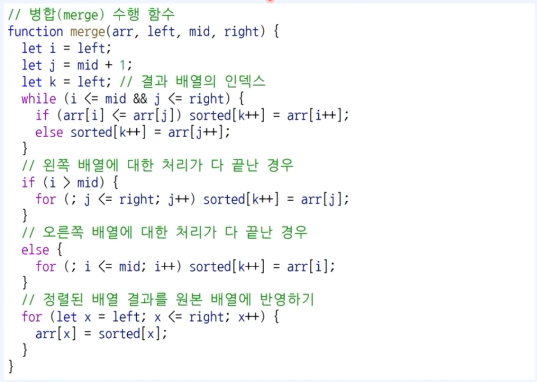 // 병합(merge) 수행 함수
function merge(arr, left, mid, right) {
  let i = left;
  let j = mid + 1;
  let k = left; // 결과 배열의 인덱스
  while (i <= mid && j <= right) {
    if (arr[i] <= arr[j]) sorted[k++] = arr[i++];
    else sorted[k++] = arr[j++];
  }
  // 왼쪽 배열에 대한 처리가 다 끝난 경우
  if (i > mid) {
    for (; j <= right; j++) sorted[k++] = arr[j];
  }
  // 오른쪽 배열에 대한 처리가 다 끝난 경우
  else {
    for (; i <= mid; i++) sorted[k++] = arr[i];
  }
  // 정렬된 배열 결과를 원본 배열에 반영하기
  for (let x = left; x <= right; x++) {
    arr[x] = sorted[x];
  }
}